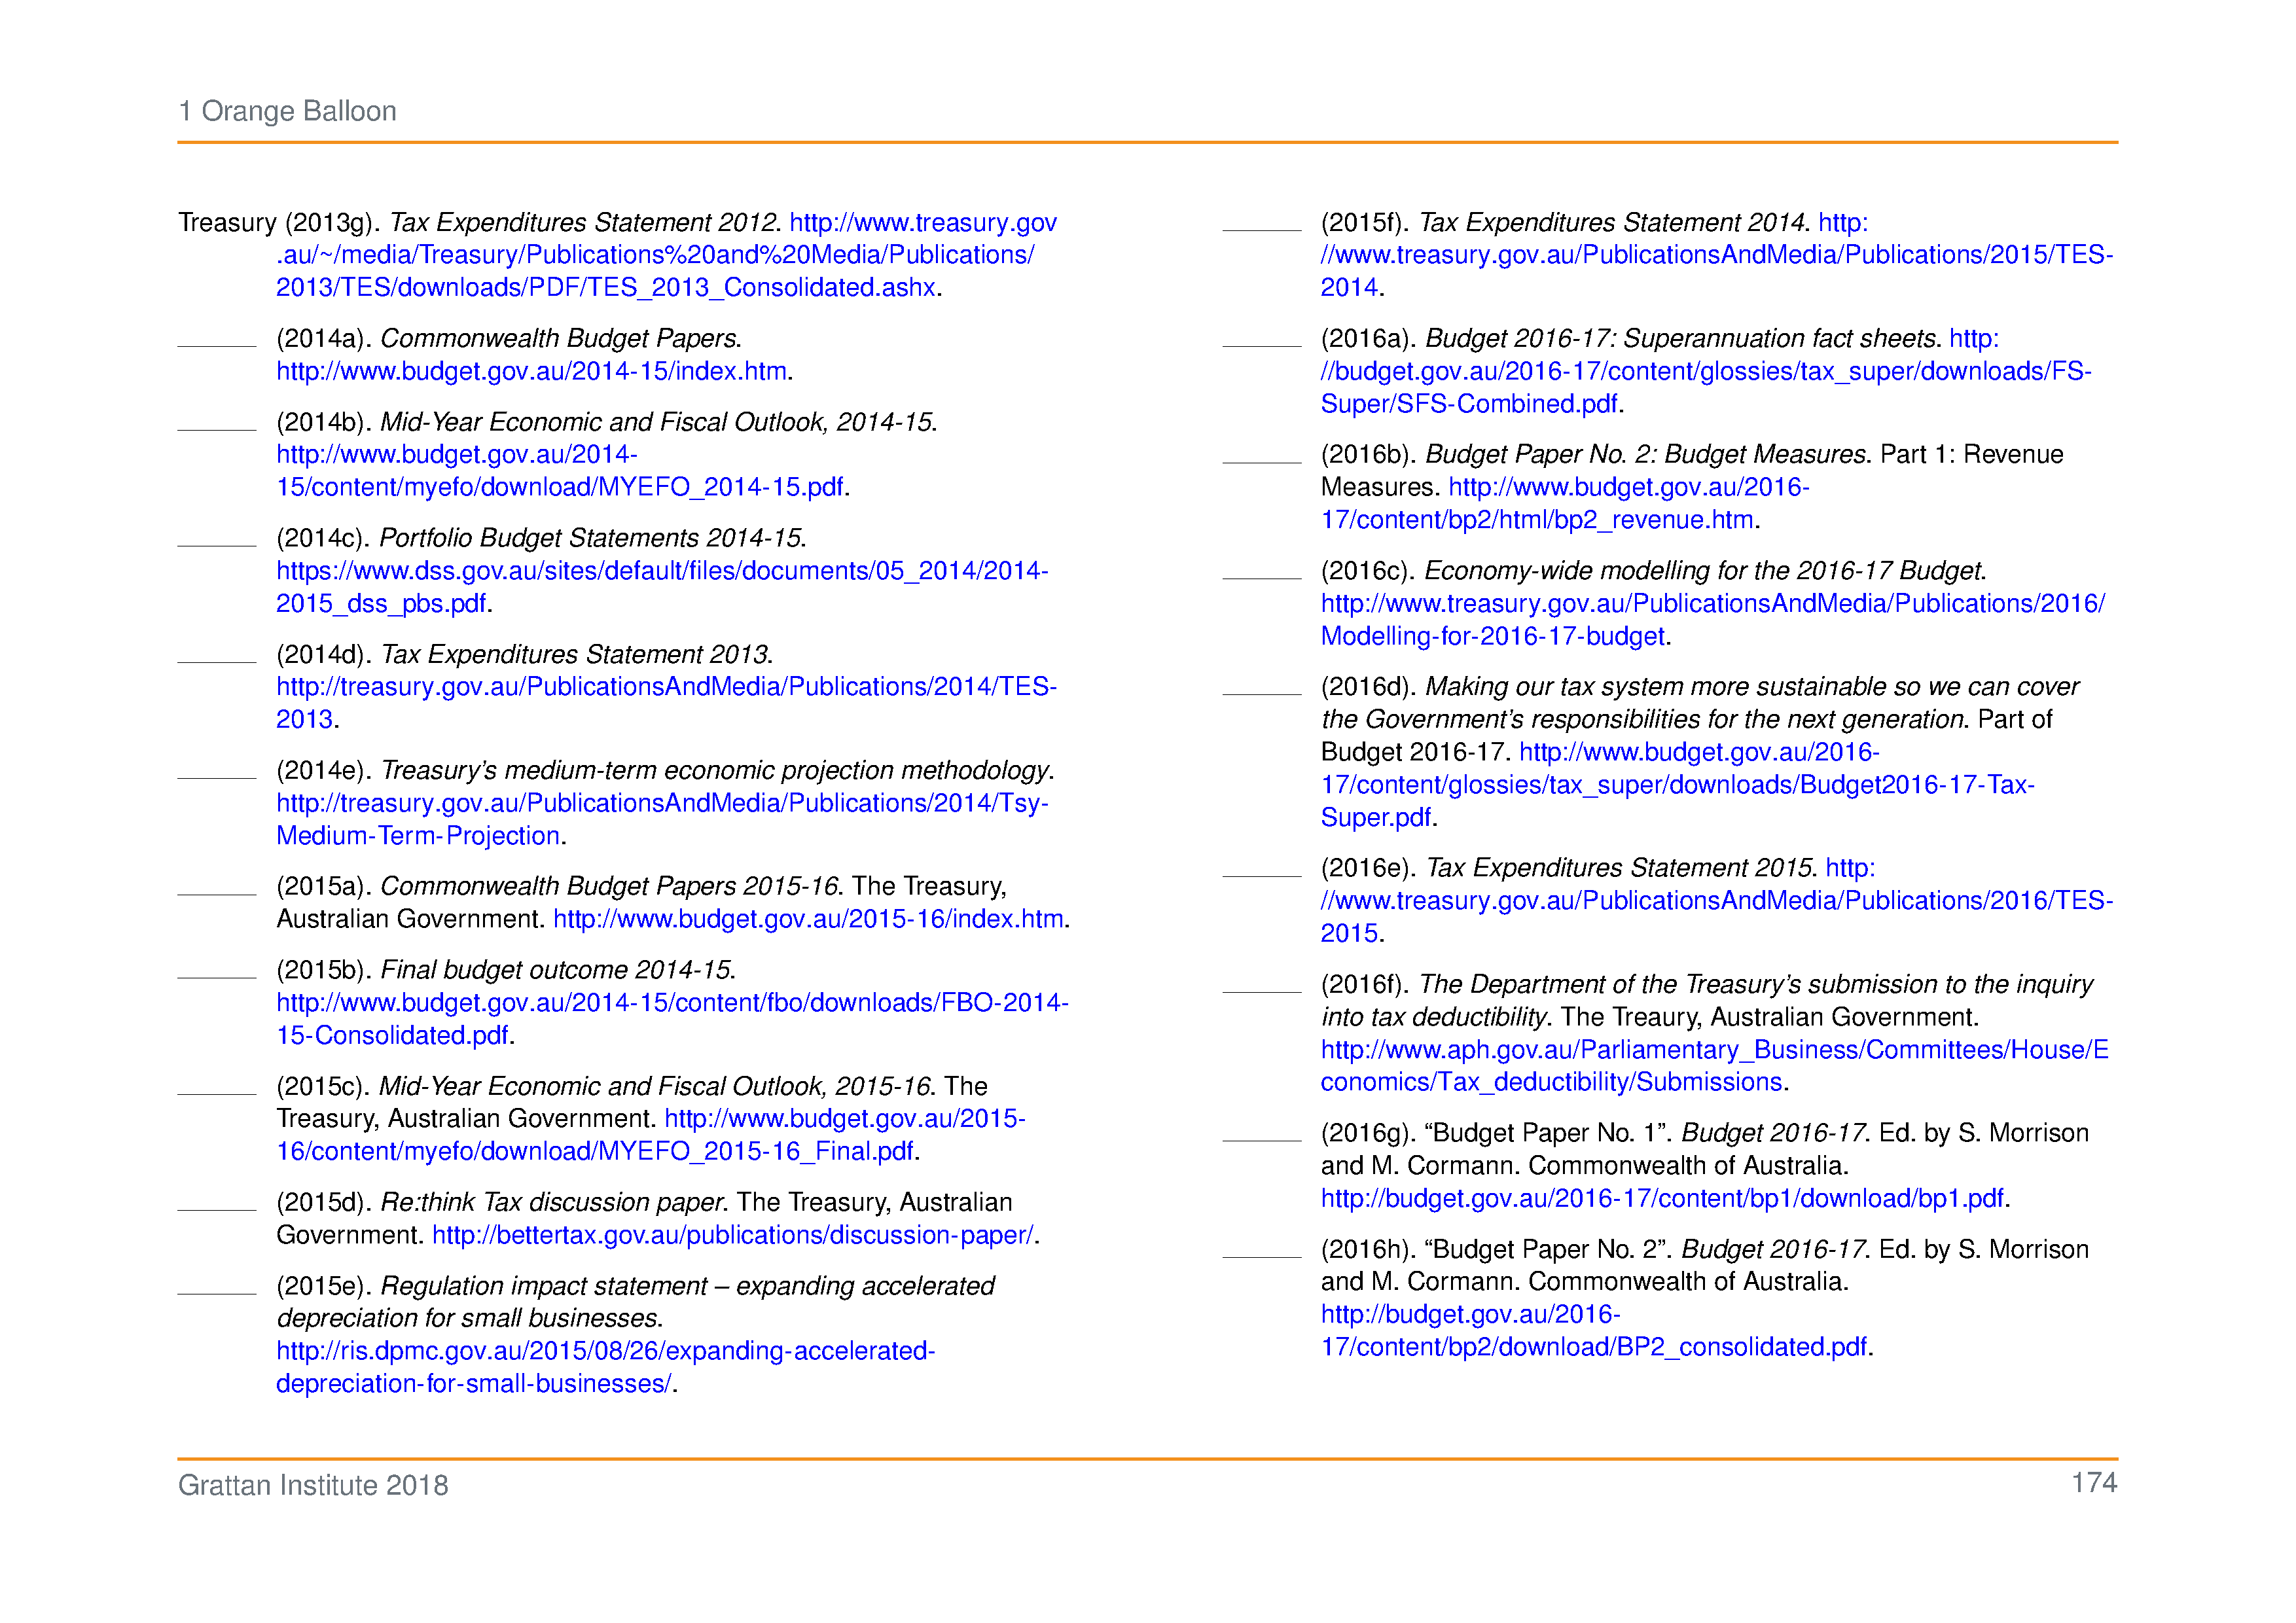 1 Orange Balloon
Treasury (2013g). Tax Expenditures Statement 2012. http://www.treasury.gov
.au/~/media/Treasury/Publications%20and%20Media/Publications/
2013/TES/downloads/PDF/TES_2013_Consolidated.ashx.
(2014a). Commonwealth Budget Papers.
http://www.budget.gov.au/2014-15/index.htm.
(2014b). Mid-Year Economic and Fiscal Outlook, 2014-15.
http://www.budget.gov.au/2014-
15/content/myefo/download/MYEFO_2014-15.pdf.
(2014c). Portfolio Budget Statements 2014-15.
https://www.dss.gov.au/sites/default/files/documents/05_2014/2014-
2015_dss_pbs.pdf.
(2014d). Tax Expenditures Statement 2013.
http://treasury.gov.au/PublicationsAndMedia/Publications/2014/TES-
2013.
(2014e). Treasury’s medium-term economic projection methodology.
http://treasury.gov.au/PublicationsAndMedia/Publications/2014/Tsy-
Medium-Term-Projection.
(2015a). Commonwealth Budget Papers 2015-16. The Treasury,
Australian Government. http://www.budget.gov.au/2015-16/index.htm.
(2015b). Final budget outcome 2014-15.
http://www.budget.gov.au/2014-15/content/fbo/downloads/FBO-2014-
15-Consolidated.pdf.
(2015c). Mid-Year Economic and Fiscal Outlook, 2015-16. The
Treasury, Australian Government. http://www.budget.gov.au/2015-
16/content/myefo/download/MYEFO_2015-16_Final.pdf.
(2015d). Re:think Tax discussion paper. The Treasury, Australian
Government. http://bettertax.gov.au/publications/discussion-paper/.
(2015e). Regulation impact statement – expanding accelerated
depreciation for small businesses.
http://ris.dpmc.gov.au/2015/08/26/expanding-accelerated-
depreciation-for-small-businesses/.
(2015f). Tax Expenditures Statement 2014. http:
//www.treasury.gov.au/PublicationsAndMedia/Publications/2015/TES-
2014.
(2016a). Budget 2016-17: Superannuation fact sheets. http:
//budget.gov.au/2016-17/content/glossies/tax_super/downloads/FS-
Super/SFS-Combined.pdf.
(2016b). Budget Paper No. 2: Budget Measures. Part 1: Revenue
Measures. http://www.budget.gov.au/2016-
17/content/bp2/html/bp2_revenue.htm.
(2016c). Economy-wide modelling for the 2016-17 Budget.
http://www.treasury.gov.au/PublicationsAndMedia/Publications/2016/
Modelling-for-2016-17-budget.
(2016d). Making our tax system more sustainable so we can cover
the Government’s responsibilities for the next generation. Part of
Budget 2016-17. http://www.budget.gov.au/2016-
17/content/glossies/tax_super/downloads/Budget2016-17-Tax-
Super.pdf.
(2016e). Tax Expenditures Statement 2015. http:
//www.treasury.gov.au/PublicationsAndMedia/Publications/2016/TES-
2015.
(2016f). The Department of the Treasury’s submission to the inquiry
into tax deductibility. The Treaury, Australian Government.
http://www.aph.gov.au/Parliamentary_Business/Committees/House/E
conomics/Tax_deductibility/Submissions.
(2016g). “Budget Paper No. 1”. Budget 2016-17. Ed. by S. Morrison
and M. Cormann. Commonwealth of Australia.
http://budget.gov.au/2016-17/content/bp1/download/bp1.pdf.
(2016h). “Budget Paper No. 2”. Budget 2016-17. Ed. by S. Morrison
and M. Cormann. Commonwealth of Australia.
http://budget.gov.au/2016-
17/content/bp2/download/BP2_consolidated.pdf.
Grattan Institute 2018
174